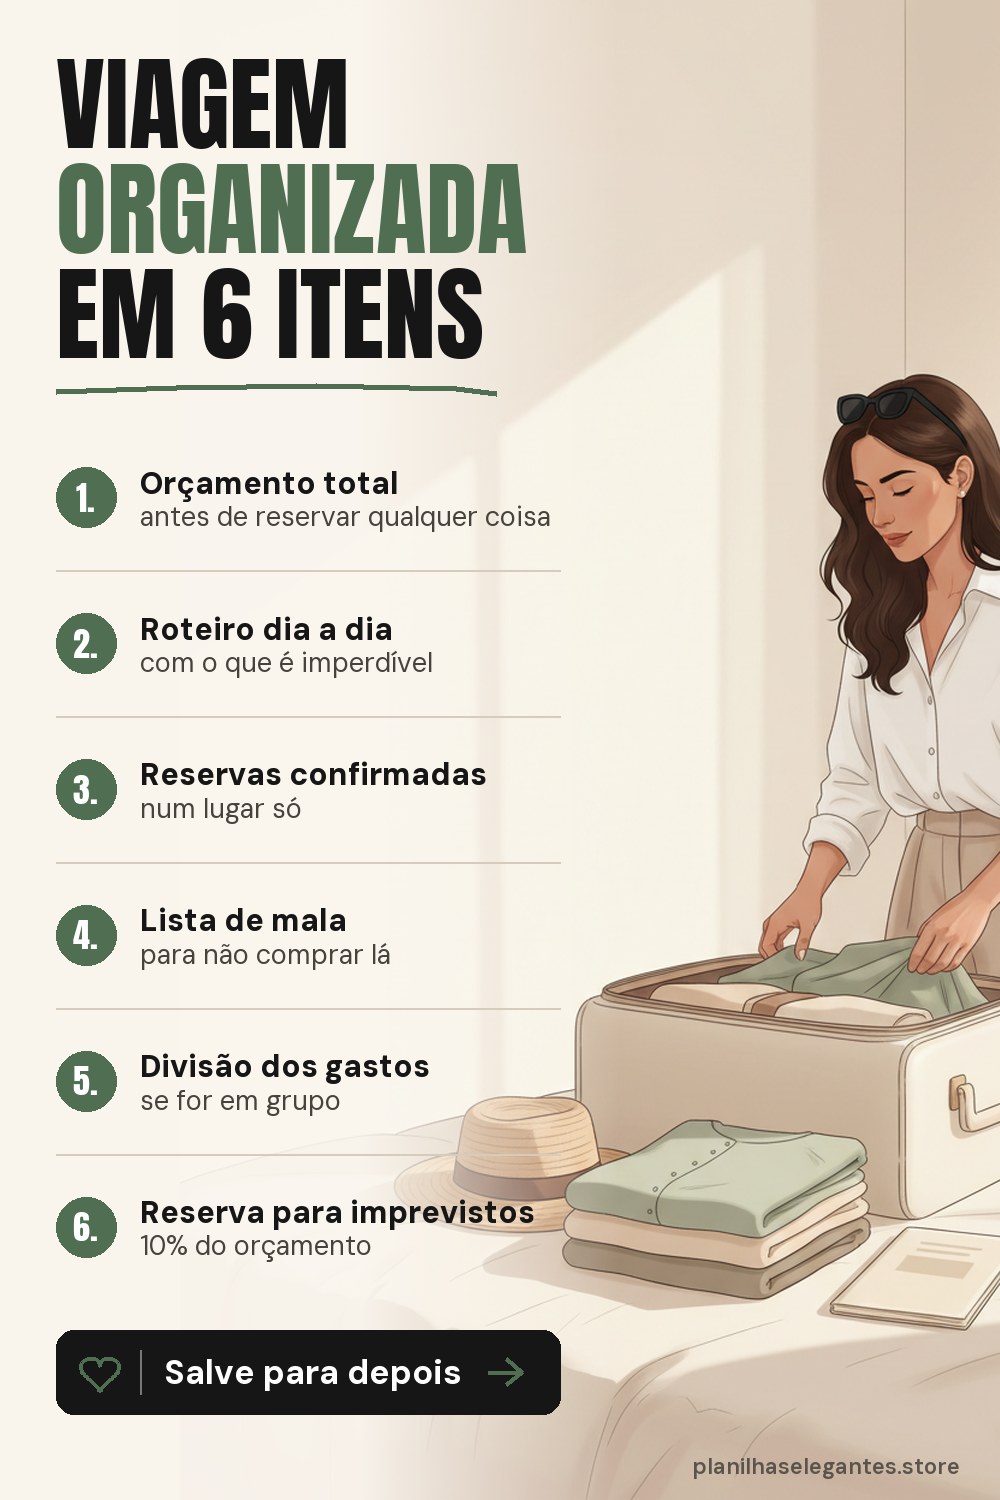 VIAGEM
ORGANIZADA
EM 6 ITENS
1. Orçamento total
antes de reservar qualquer coisa
2. Roteiro dia a dia
com o que é imperdível
3. Reservas confirmadas
num lugar só
4. Lista de mala
para não comprar lá
5. Divisão dos gastos
se for em grupo
6. Reserva para imprevistos
10% do orçamento
Salve para depois
planilhaselegantes.store